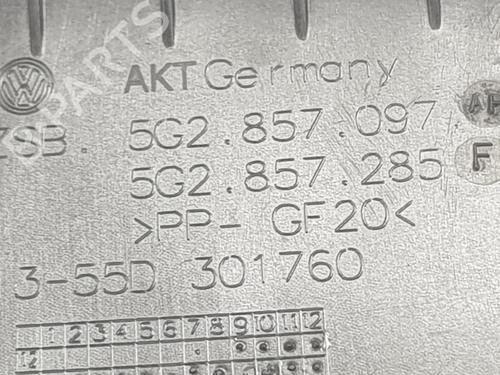 AKT Germany
ZSB. 5G2.857.097
5G2.857.285 F
>PP- GF20<
3-55D 301760
1 2 3 4 5 6 7 8 9 10 11 12
12